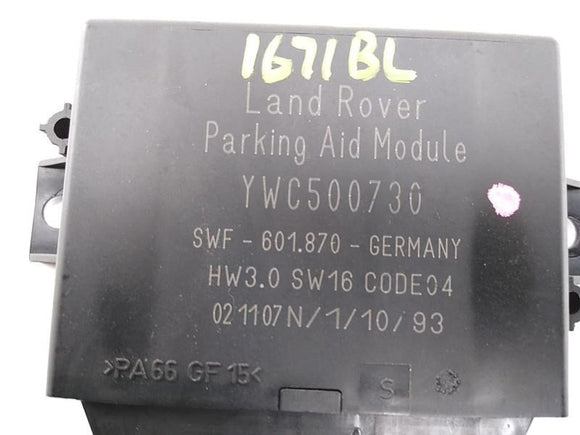 1671BL
Land Rover
Parking Aid Module
YWC500730
SWF - 601.870 - GERMANY
HW3.0 SW16 CODE04
021107N/1/10/93
>PA66 GF15<
S